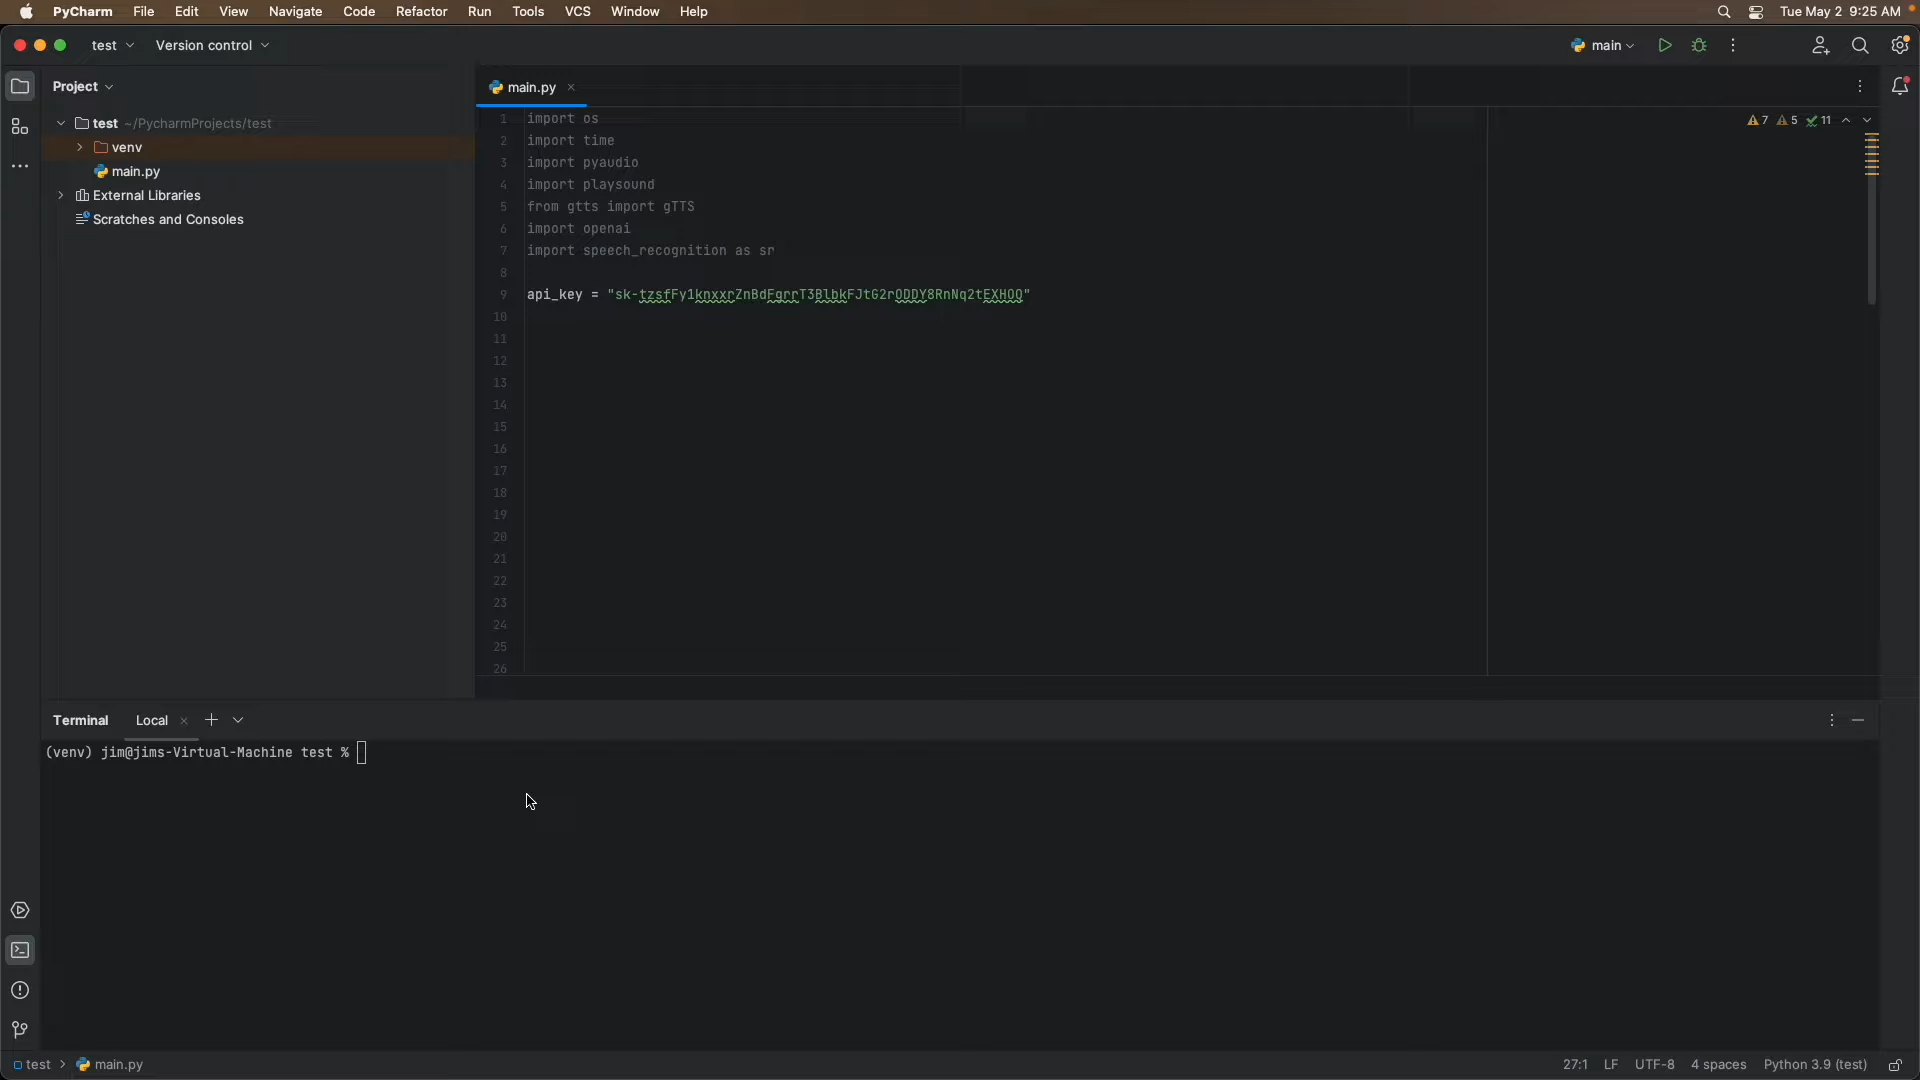 PyCharm File Edit View Navigate Code Refactor Run Tools VCS Window Help Tue May 2 9:25 AM
test Version control main
Project
main.py
test ~/PycharmProjects/test
venv
main.py
External Libraries
Scratches and Consoles
7 5 11
1 import os
2 import time
3 import pyaudio
4 import playsound
5 from gtts import gTTS
6 import openai
7 import speech_recognition as sr
8
9 api_key =
10
11
12
13
14
15
16
17
18
19
20
21
22
23
24
25
26
Terminal Local
(venv) jim@jims-Virtual-Machine test %
test > main.py 27:1 LF UTF-8 4 spaces Python 3.9 (test)